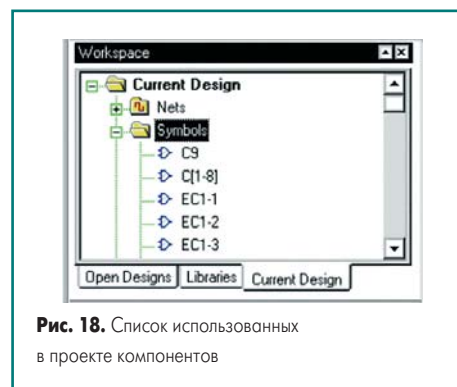 Workspace
Current Design
Nets
Symbols
C9
C[1-8]
EC1-1
EC1-2
EC1-3
Open Designs Libraries Current Design
Рис. 18. Список использованных
в проекте компонентов